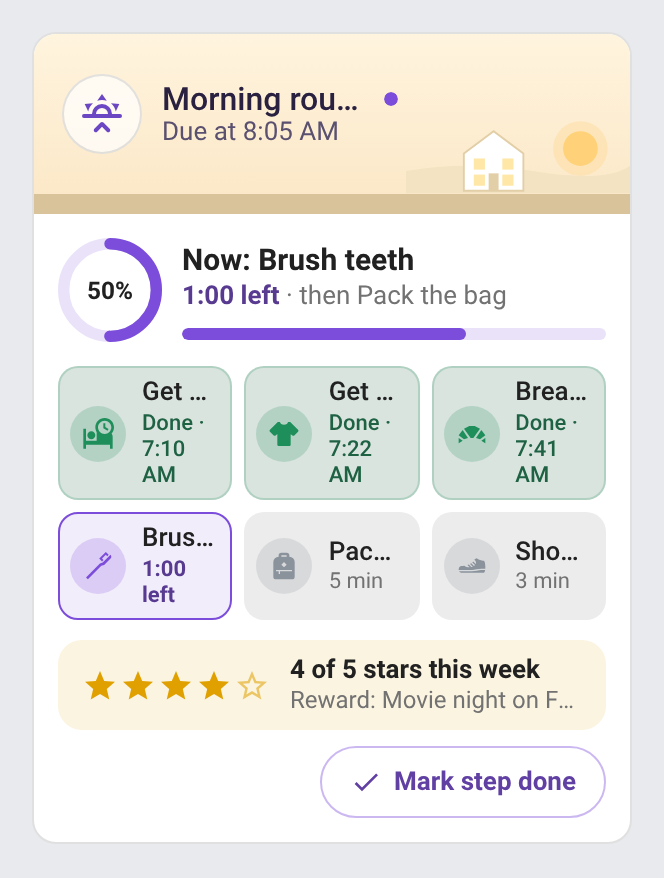 Morning rou…
Due at 8:05 AM
50%
Now: Brush teeth
1:00 left · then Pack the bag
Get …
Done ·
7:10
AM
Get …
Done ·
7:22
AM
Brea…
Done ·
7:41
AM
Brus…
1:00
left
Pac…
5 min
Sho…
3 min
4 of 5 stars this week
Reward: Movie night on F…
Mark step done